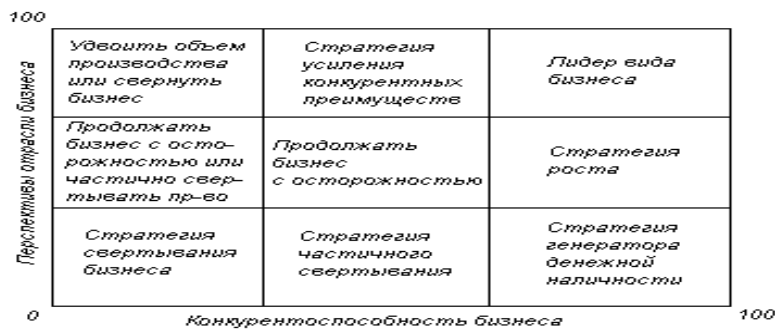 100
Перспективы отрасли бизнеса
Удвоить объем
производства
или свернуть
бизнес
Стратегия
усиления
конкурентных
преимуществ
Лидер вида
бизнеса
Продолжать
бизнес с осто-
рожностью или
частично свер-
тывать пр-во
Продолжать
бизнес
с осторожностью
Стратегия
роста
Стратегия
свертывания
бизнеса
Стратегия
частичного
свертывания
Стратегия
генератора
денежной
наличности
0
Конкурентоспособность бизнеса
100